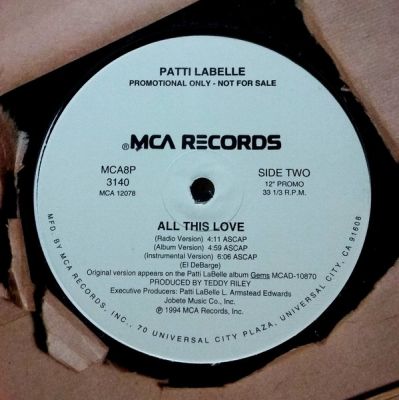 PATTI LABELLE
PROMOTIONAL ONLY - NOT FOR SALE
® MCA RECORDS
MCA8P
3140
MCA 12078
SIDE TWO
12" PROMO
33 1/3 R.P.M.
ALL THIS LOVE
(Radio Version) 4:11 ASCAP
(Album Version) 4:59 ASCAP
(Instrumental Version) 6:06 ASCAP
(El DeBarge)
Original version appears on the Patti LaBelle album Gems MCAD-10870
PRODUCED BY TEDDY RILEY
Executive Producers: Patti LaBelle L. Armstead Edwards
Jobete Music Co., Inc.
℗ 1994 MCA Records, Inc.
MFD. BY MCA RECORDS, INC., 70 UNIVERSAL CITY PLAZA, UNIVERSAL CITY, CA 91608